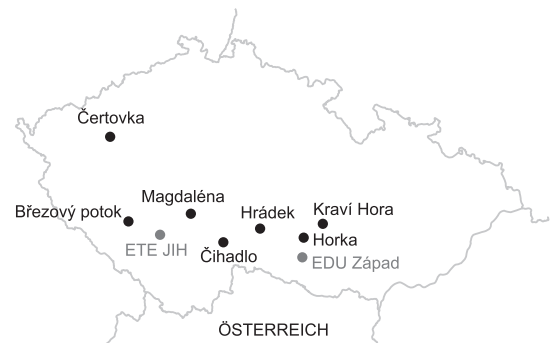 Čertovka
Magdaléna
Březový potok
Hrádek
Kraví Hora
ETE JIH
Čihadlo
Horka
EDU Západ
ÖSTERREICH